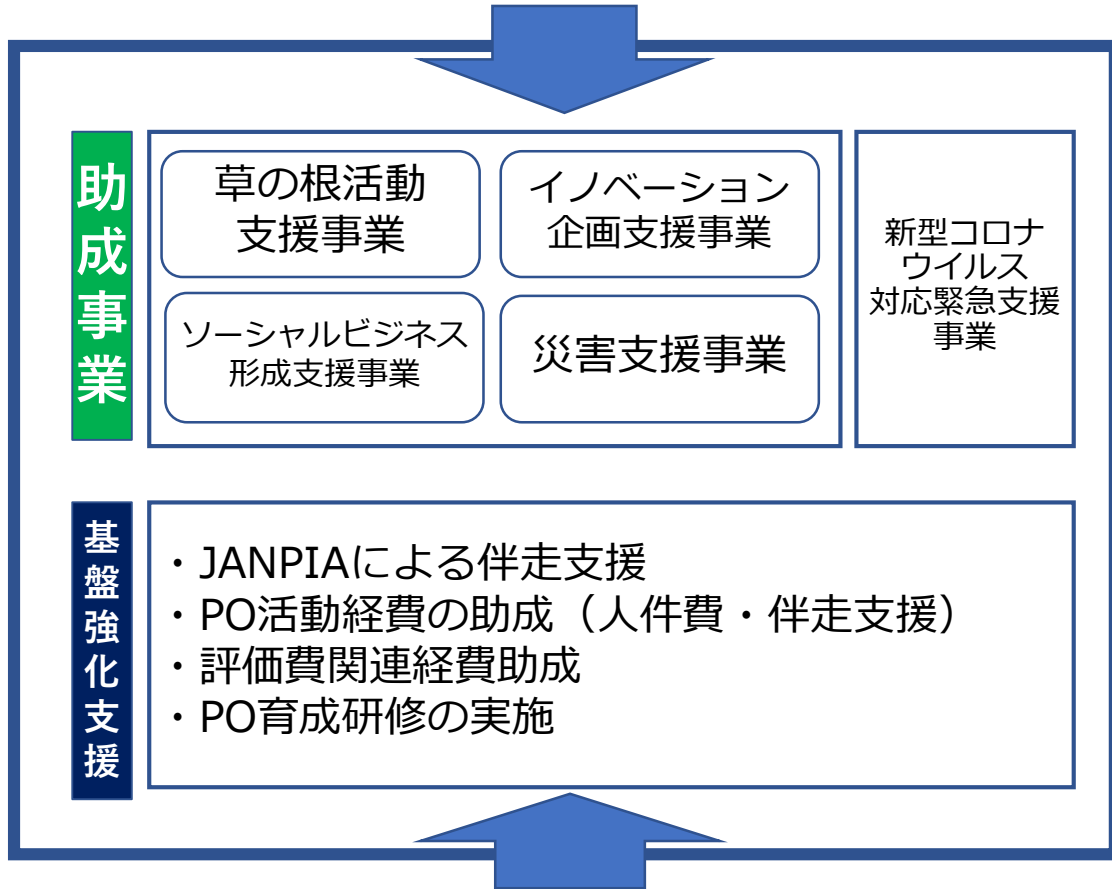 助成事業
草の根活動
支援事業
イノベーション
企画支援事業
ソーシャルビジネス
形成支援事業
災害支援事業
新型コロナ
ウイルス
対応緊急支援
事業
基盤強化支援
・JANPIAによる伴走支援
・PO活動経費の助成（人件費・伴走支援）
・評価費関連経費助成
・PO育成研修の実施